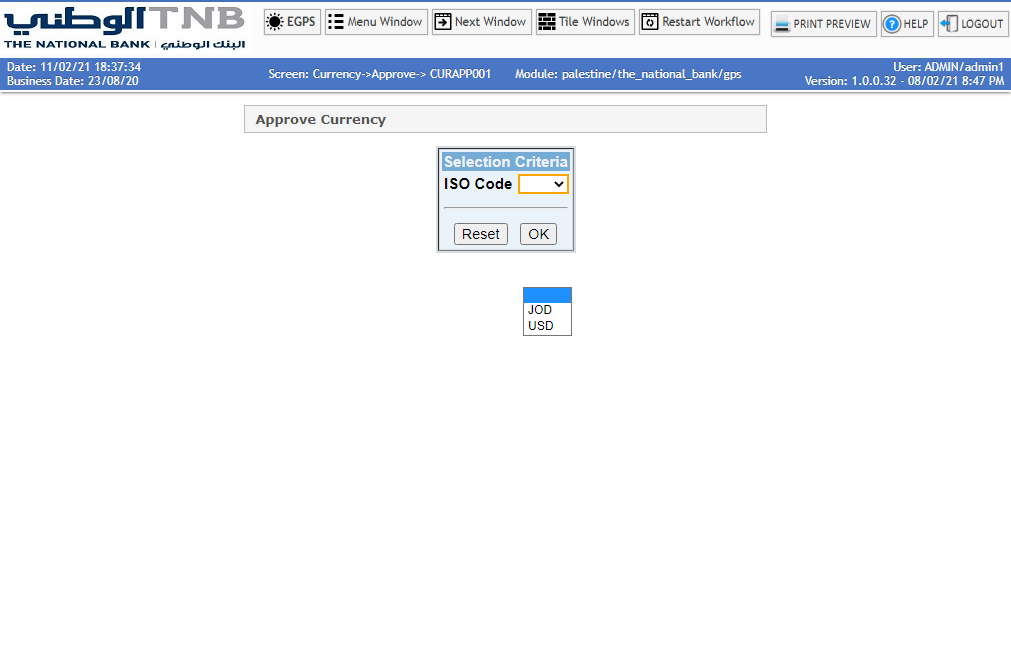 الوطني TNB
THE NATIONAL BANK | البنك الوطني
EGPS
Menu Window
Next Window
Tile Windows
Restart Workflow
PRINT PREVIEW
HELP
LOGOUT
Date: 11/02/21 18:37:34
Business Date: 23/08/20
Screen: Currency->Approve-> CURAPP001
Module: palestine/the_national_bank/gps
User: ADMIN/admin1
Version: 1.0.0.32 - 08/02/21 8:47 PM
Approve Currency
Selection Criteria
ISO Code
Reset OK
JOD
USD